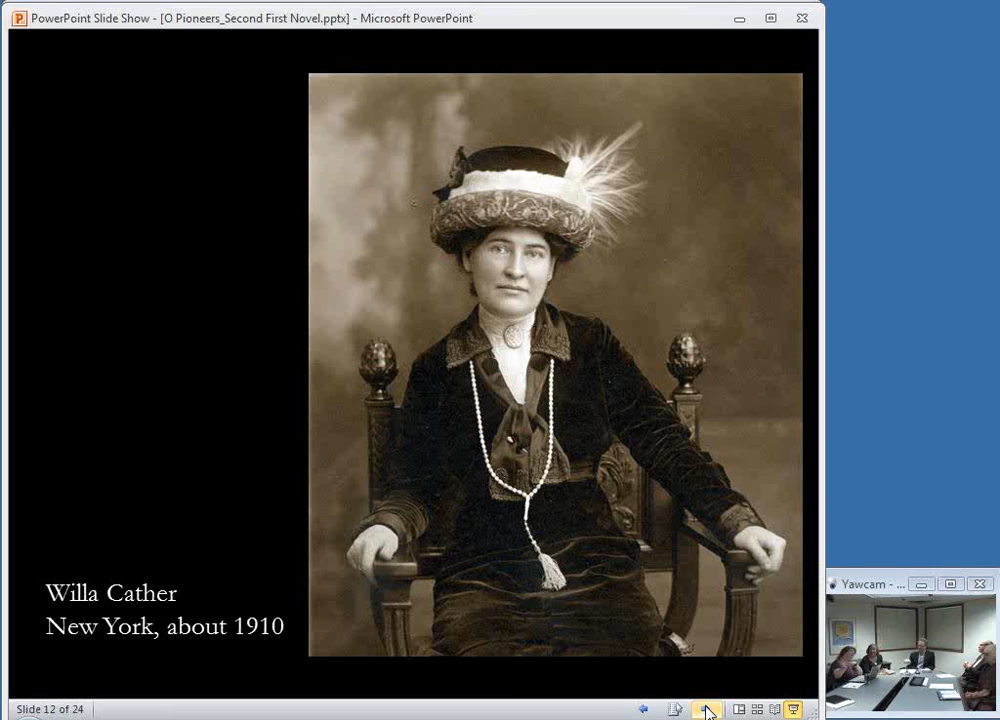 PowerPoint Slide Show - [O Pioneers_Second First Novel.pptx] - Microsoft PowerPoint
Willa Cather
New York, about 1910
Yawcam - ...
Slide 12 of 24